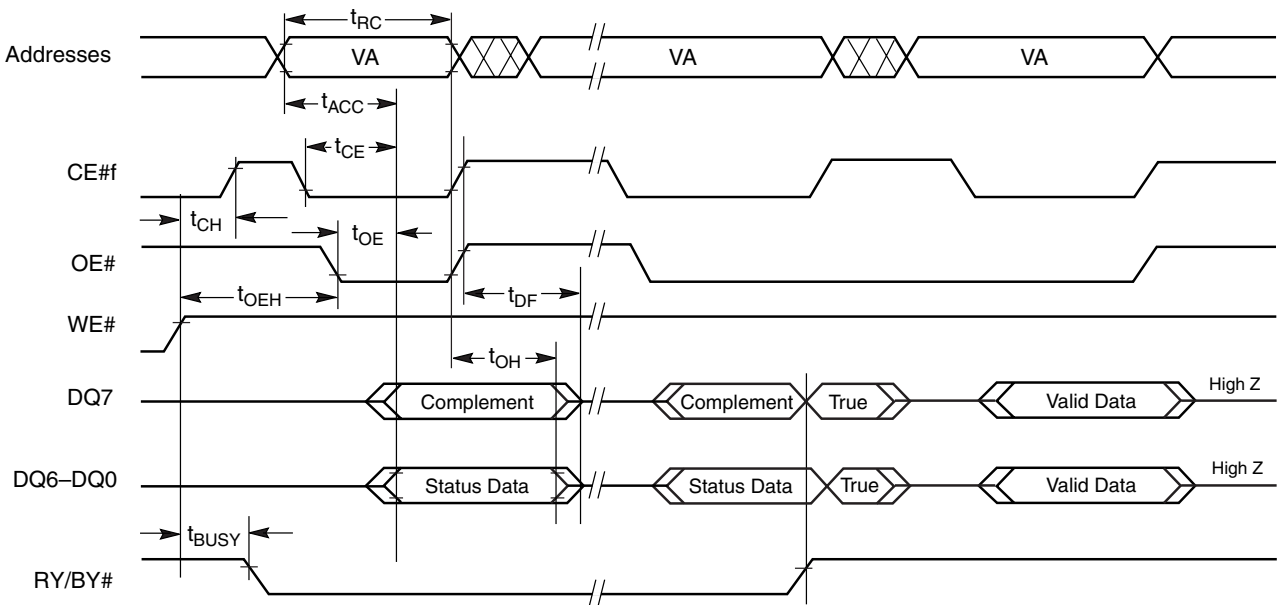 tRC
Addresses VA VA VA
tACC
tCE
CE#f
tCH
tOE
OE#
tOEH tDF
WE#
tOH
DQ7 Complement Complement True Valid Data High Z
DQ6–DQ0 Status Data Status Data True Valid Data High Z
tBUSY
RY/BY#